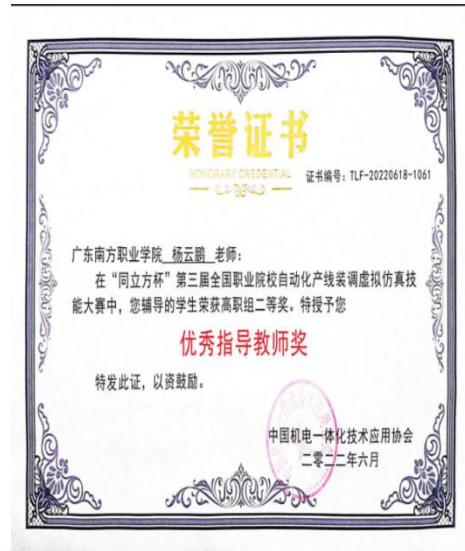 荣誉证书
HONORARY CREDENTIAL
证书编号：TLF-20220618-1061
广东南方职业学院 杨云鹏 老师：
在“同立方杯”第三届全国职业院校自动化产线装调虚拟仿真技
能大赛中，您辅导的学生荣获高职组二等奖。特授予您
优秀指导教师奖
特发此证，以资鼓励。
中国机电一体化技术应用协会
二零二二年六月